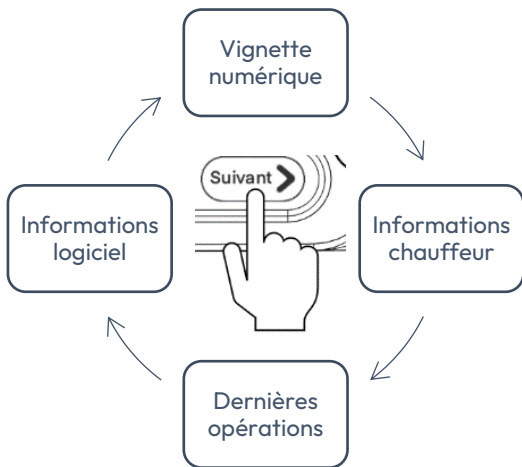 Vignette
numérique
Suivant
Informations
logiciel
Informations
chauffeur
Dernières
opérations